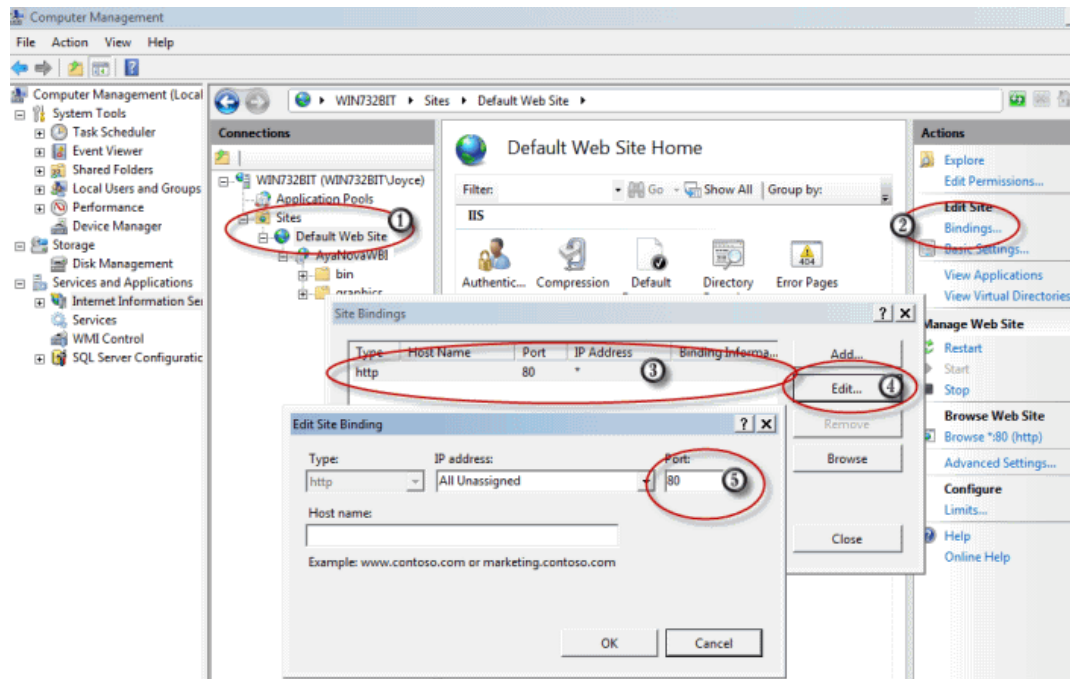 Computer Management
File Action View Help
Computer Management (Local
System Tools
Task Scheduler
Event Viewer
Shared Folders
Local Users and Groups
Performance
Device Manager
Storage
Disk Management
Services and Applications
Internet Information Ser
Services
WMI Control
SQL Server Configuratic
WIN732BIT Sites Default Web Site
Connections
WIN732BIT (WIN732BIT\Joyce)
Application Pools
Sites
Default Web Site
AyaNovaWBI
bin
graphics
1
Default Web Site Home
Filter: Go Show All Group by:
IIS
Authentic... Compression Default Directory Error Pages
404
Actions
Explore
Edit Permissions...
Edit Site
2
Bindings...
Basic Settings...
View Applications
View Virtual Directories
Manage Web Site
Restart
Start
Stop
Browse Web Site
Browse *:80 (http)
Advanced Settings...
Configure
Limits...
Help
Online Help
Site Bindings
Type Host Name Port IP Address Binding Informa...
http 80 *
3
Add...
Edit...
4
Remove
Browse
Close
Edit Site Binding
Type: IP address: Port:
http All Unassigned 80
5
Host name:
Example: www.contoso.com or marketing.contoso.com
OK Cancel